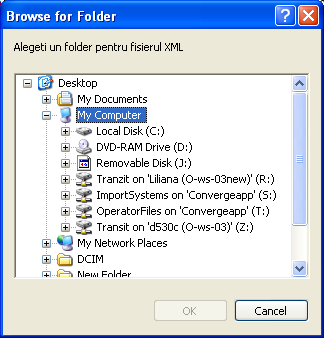 Browse for Folder
Alegeti un folder pentru fisierul XML
Desktop
My Documents
My Computer
Local Disk (C:)
DVD-RAM Drive (D:)
Removable Disk (J:)
Tranzit on 'Liliana (O-ws-03new)' (R:)
ImportSystems on 'Convergeapp' (S:)
OperatorFiles on 'Convergeapp' (T:)
Transit on 'd530c (O-ws-03)' (Z:)
My Network Places
DCIM
New Folder
OK
Cancel